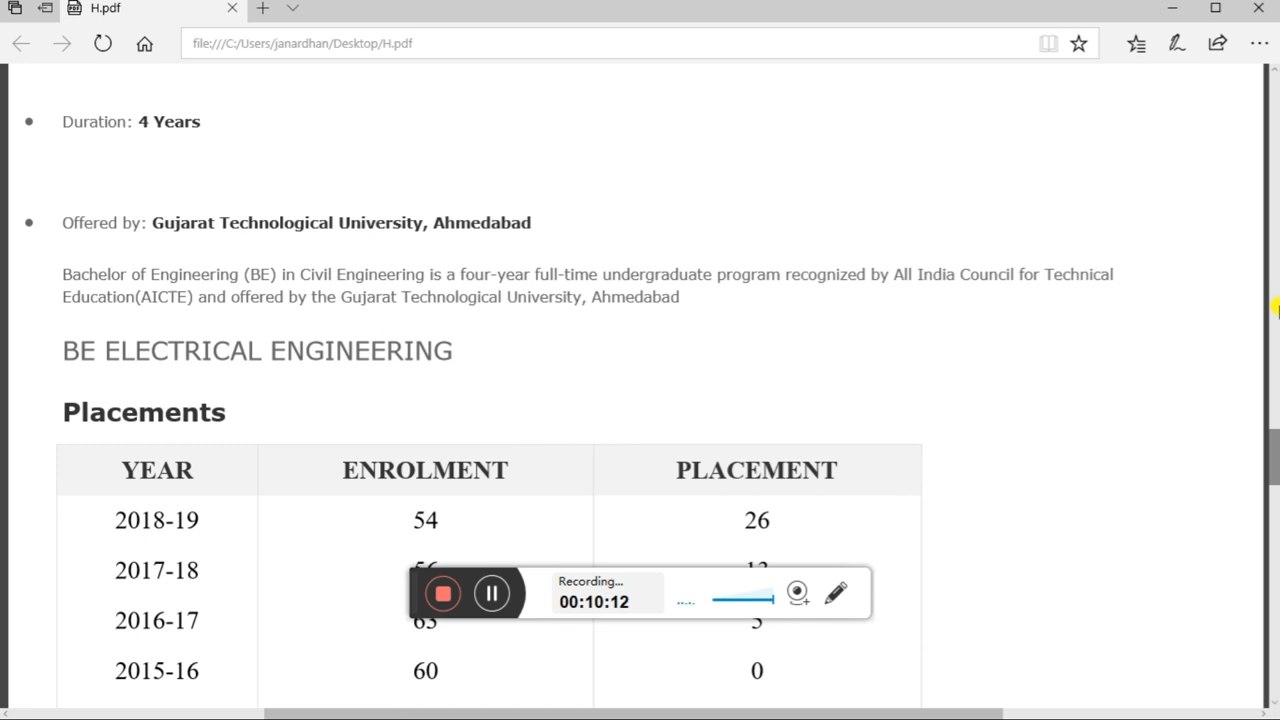 H.pdf
file:///C:/Users/janardhan/Desktop/H.pdf
Duration: 4 Years
Offered by: Gujarat Technological University, Ahmedabad
Bachelor of Engineering (BE) in Civil Engineering is a four-year full-time undergraduate program recognized by All India Council for Technical
Education(AICTE) and offered by the Gujarat Technological University, Ahmedabad
BE ELECTRICAL ENGINEERING
Placements
YEAR ENROLMENT PLACEMENT
2018-19 54 26
2017-18
Recording...
00:10:12
2016-17 63 5
2015-16 60 0